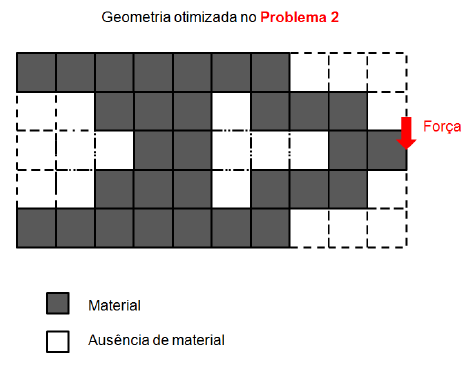 Geometria otimizada no Problema 2
Força
Material
Ausência de material